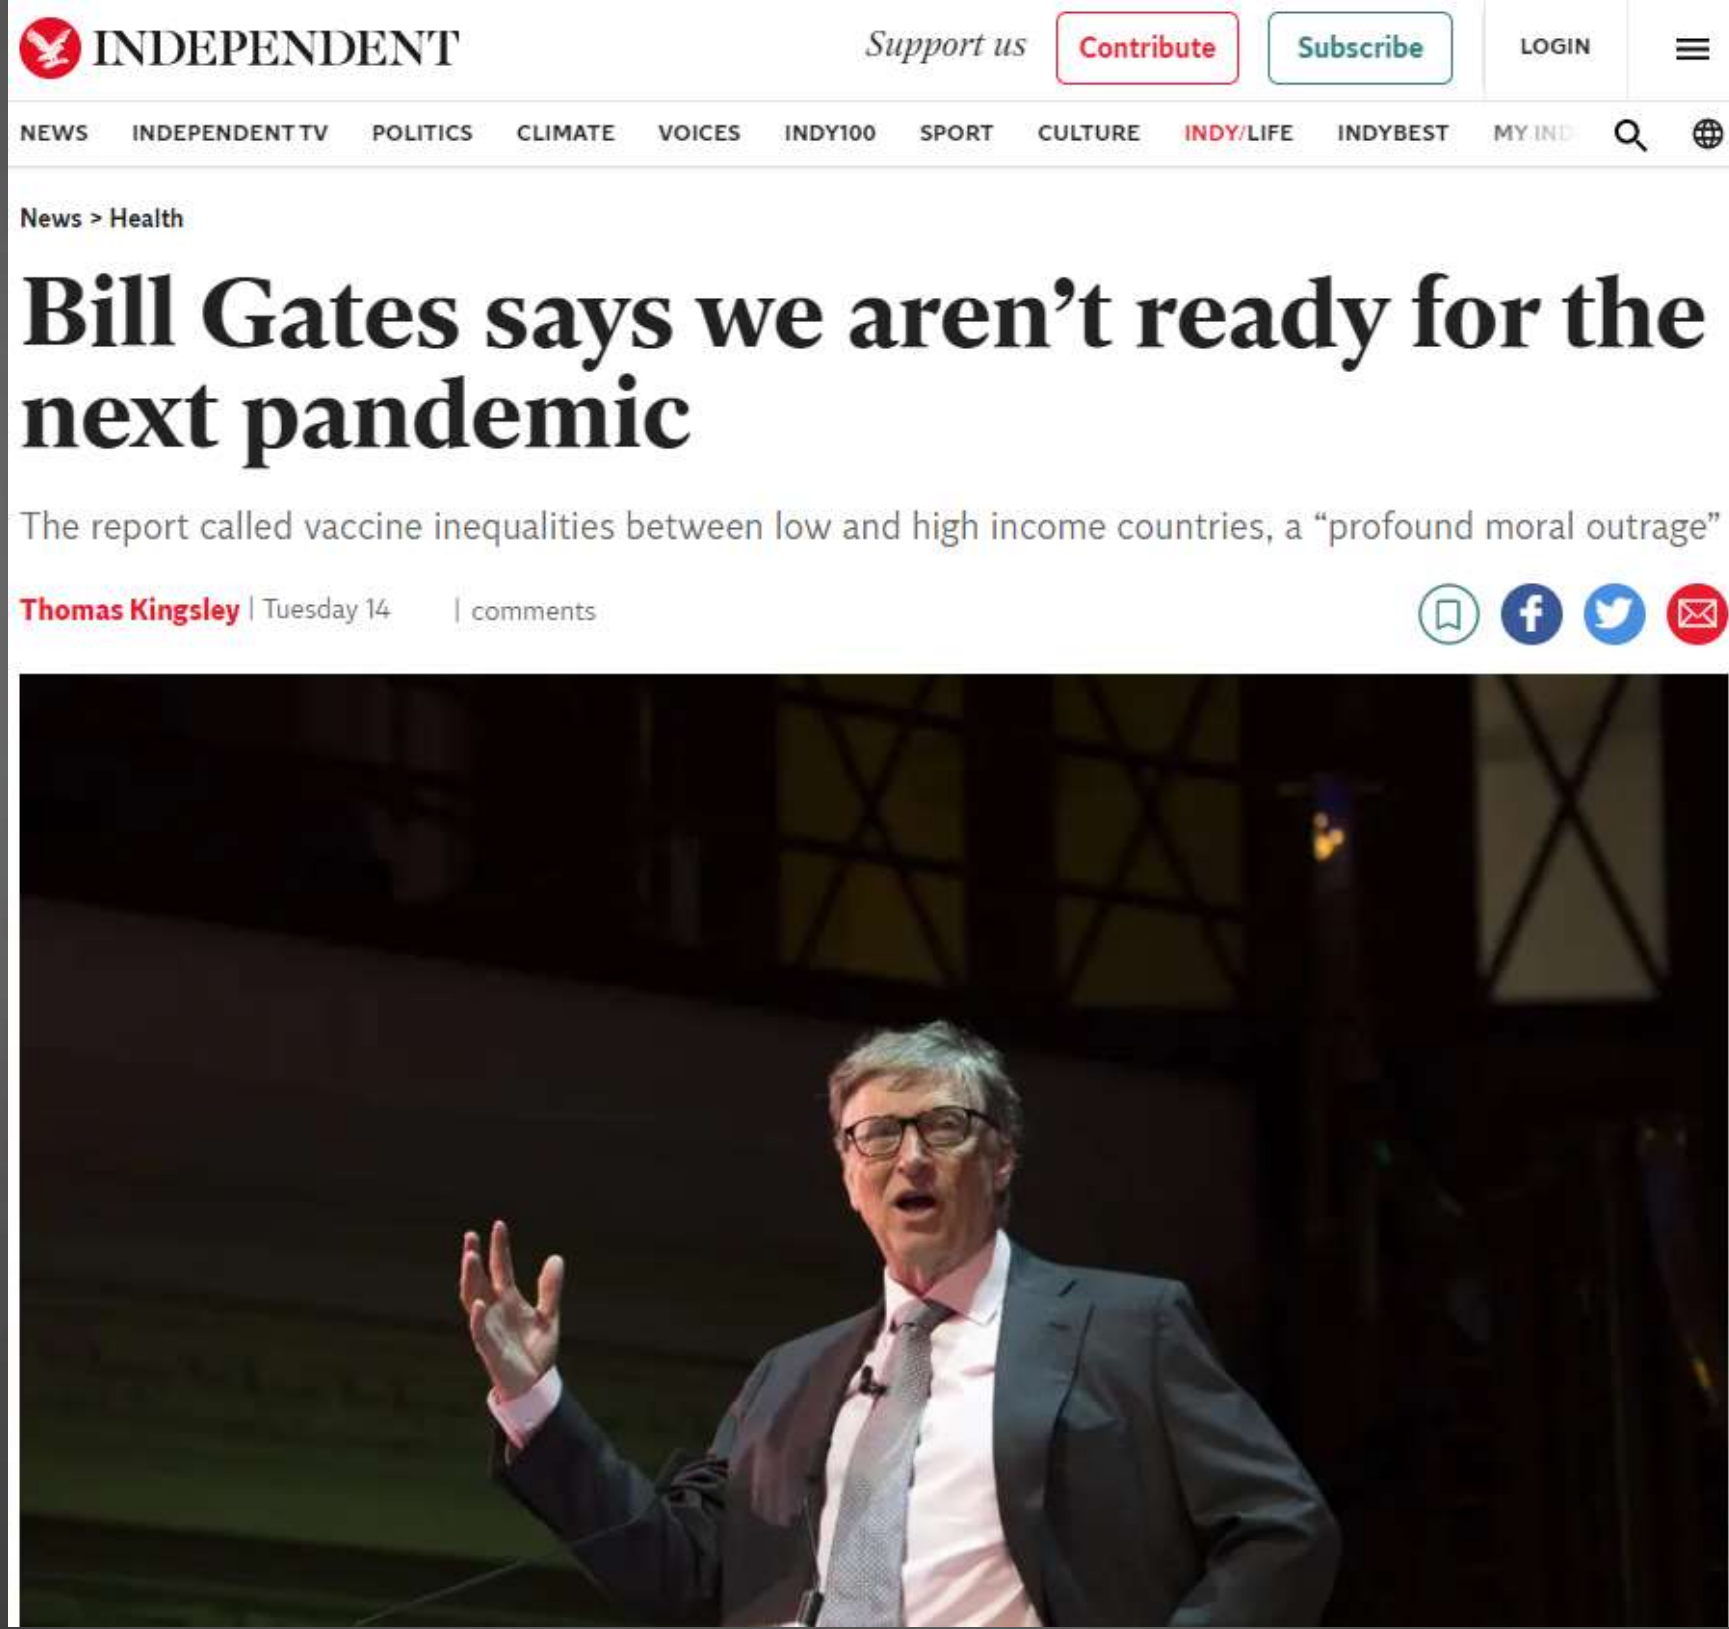 INDEPENDENT
Support us
Contribute
Subscribe
LOGIN
NEWS INDEPENDENT TV POLITICS CLIMATE VOICES INDY100 SPORT CULTURE INDY/LIFE INDYBEST MY IND
News > Health
Bill Gates says we aren’t ready for the
next pandemic
The report called vaccine inequalities between low and high income countries, a “profound moral outrage”
Thomas Kingsley | Tuesday 14 | comments